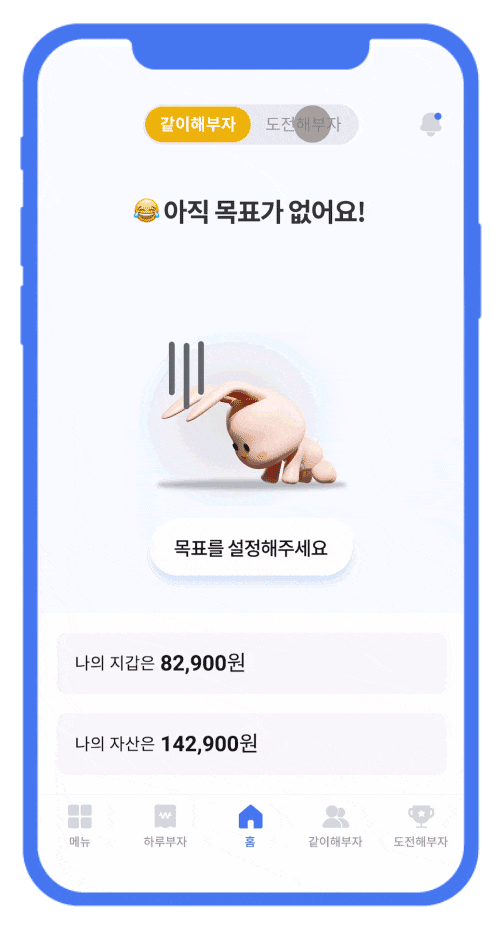 같이해부자 도전해부자
😂 아직 목표가 없어요!
목표를 설정해주세요
나의 지갑은 82,900원
나의 자산은 142,900원
메뉴 하루부자 홈 같이해부자 도전해부자